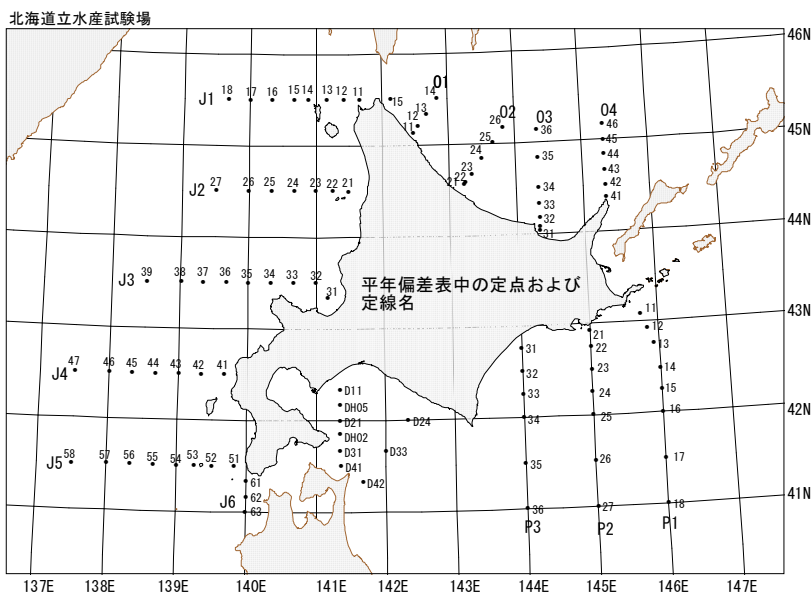 北海道立水産試験場
46N
J1
18 17 16 15 14 13 12 11
15
14
01
13
12
11
02
26
25
24
23
22
21
03
36
35
34
33
32
31
04
46
45
44
43
42
41
45N
J2
27 26 25 24 23 22 21
44N
J3
39 38 37 36 35 34 33 32
31
平年偏差表中の定点および
定線名
43N
11
12
13
14
15
16
17
18
P1
21
22
23
24
25
26
27
P2
31
32
33
34
35
36
P3
J4
47 46 45 44 43 42 41
D11
DH05
D21
D24
DH02
D31
D33
D41
D42
42N
J5
58 57 56 55 54 53 52 51
J6
61
62
63
41N
137E 138E 139E 140E 141E 142E 143E 144E 145E 146E 147E